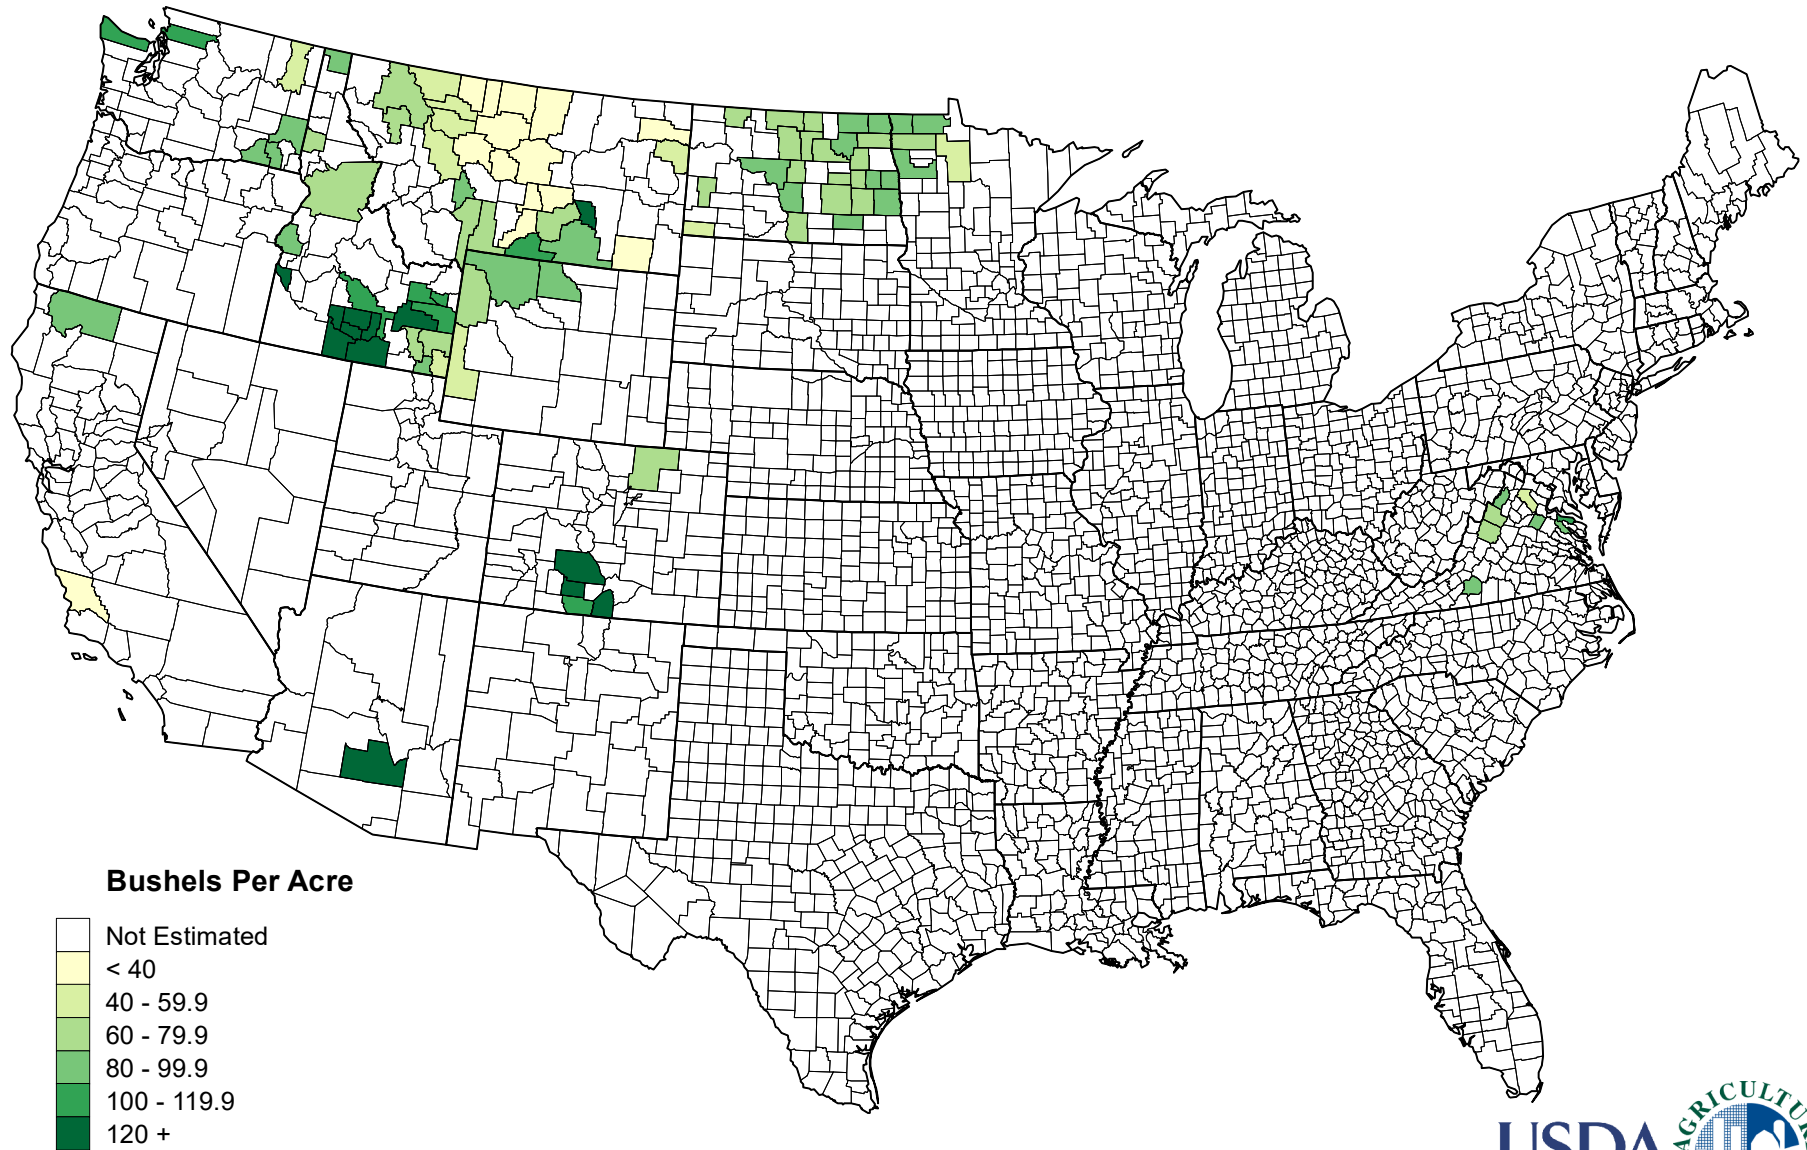 Bushels Per Acre
Not Estimated
< 40
40 - 59.9
60 - 79.9
80 - 99.9
100 - 119.9
120 +
USDA